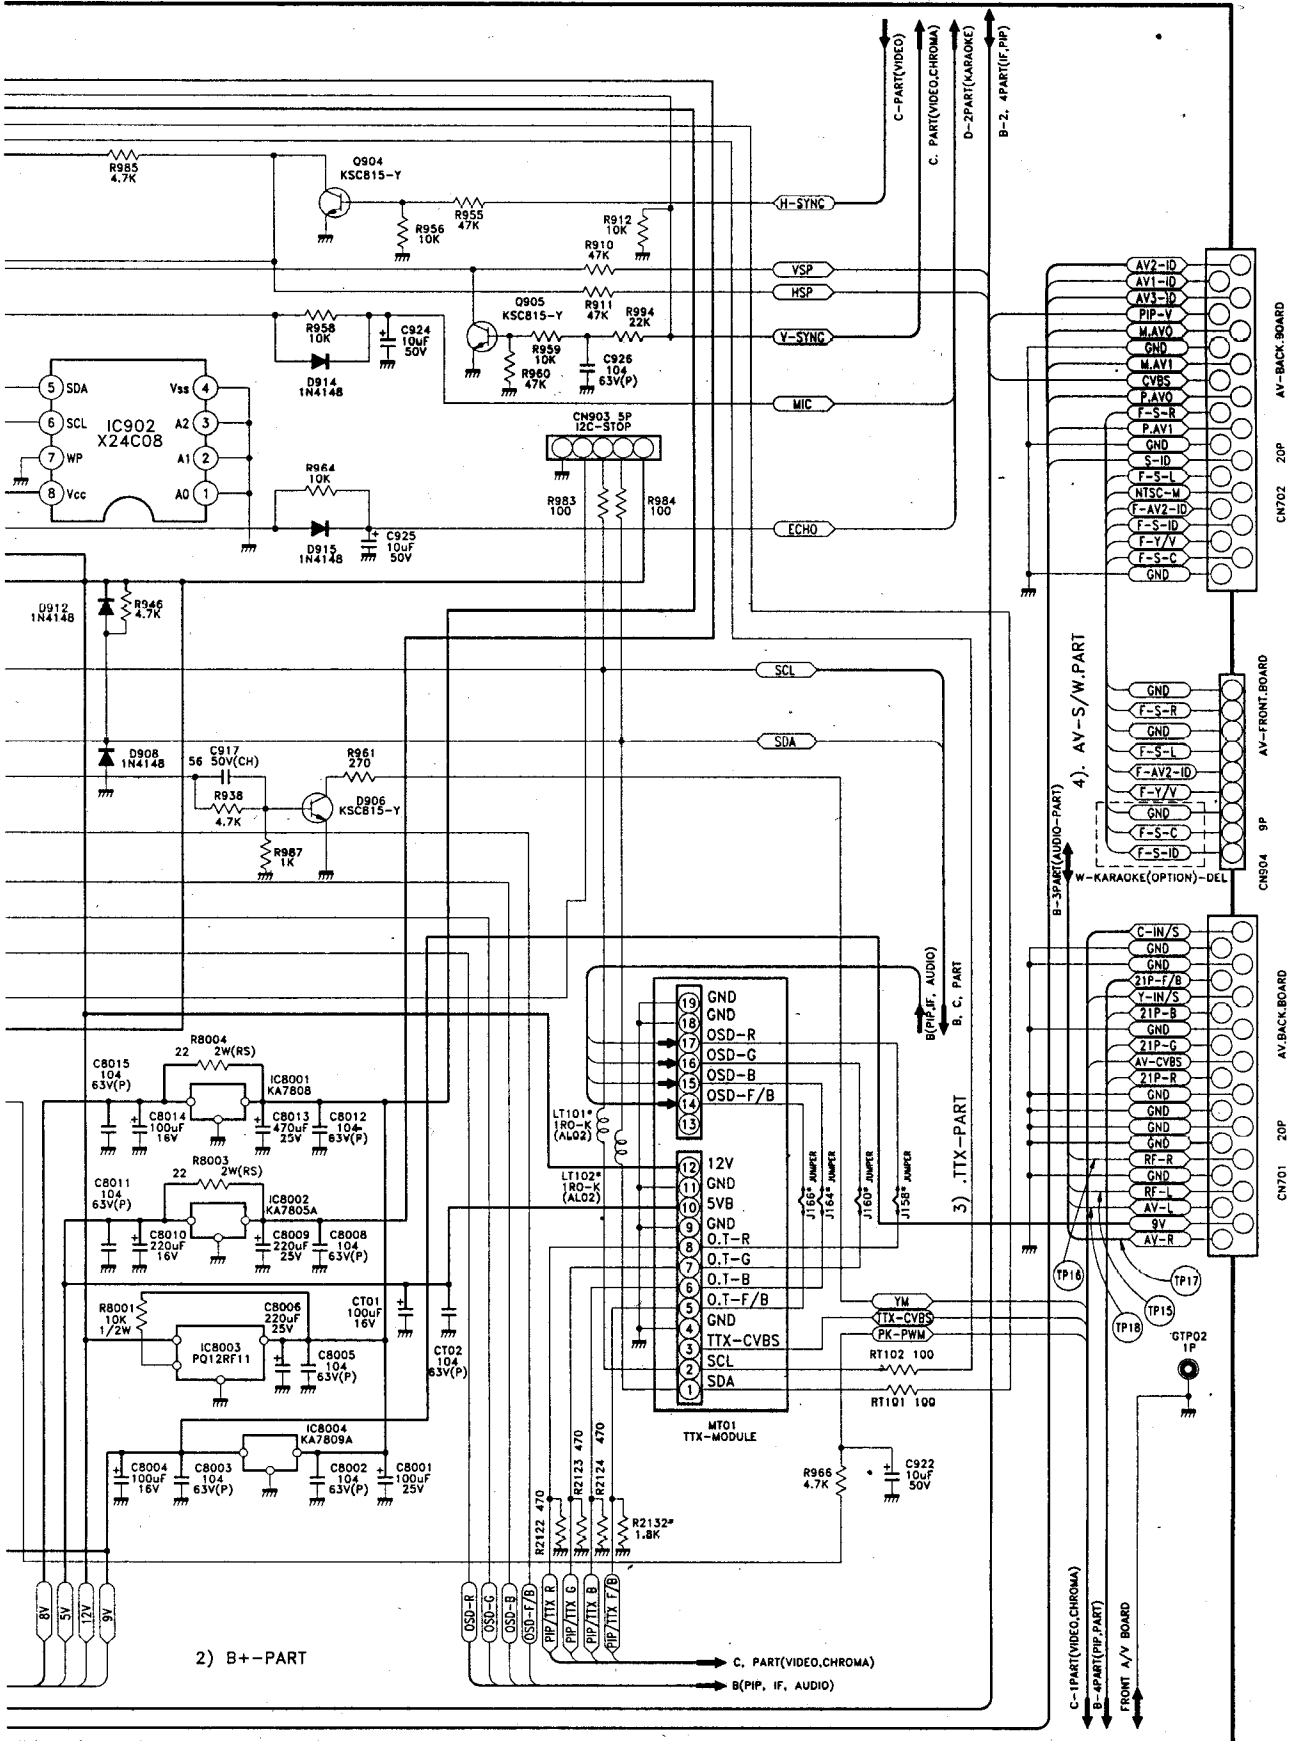 C-PART(VIDEO)
C. PART(VIDEO,CHROMA)
D-2PART(KARAOKE)
B-2, 4PART(IF,PIP)
R985
4.7K
Q904
KSC815-Y
R956
10K
R955
47K
H-SYNC
R912
10K
R910
47K
VSP
R911
47K
HSP
R958
10K
D914
1N4148
C924
10uF
50V
Q905
KSC815-Y
R959
10K
R960
47K
R994
22K
C926
104
63V(P)
V-SYNC
MIC
5 SDA
6 SCL
7 WP
8 Vcc
IC902
X24C08
Vss 4
A2 3
A1 2
A0 1
CN903 5P
I2C-STOP
R964
10K
D915
1N4148
C925
10uF
50V
R983
100
R984
100
ECHO
AV2-ID
AV1-ID
AV3-ID
PIP-V
M.AVO
GND
M.AV1
CVBS
P.AVO
F-S-R
P.AV1
GND
S-ID
F-S-L
NTSC-M
F-AV2-ID
F-S-ID
F-Y/V
F-S-C
GND
AV-BACK.BOARD
20P
CN702
D912
1N4148
R946
4.7K
SCL
SDA
4). AV-S/W.PART
GND
F-S-R
GND
F-S-L
F-AV2-ID
F-Y/V
GND
F-S-C
F-S-ID
W-KARAOKE(OPTION)-DEL
AV-FRONT.BOARD
9P
CN904
D908
1N4148
C917
56 50V(CH)
R938
4.7K
R961
270
D906
KSC815-Y
R987
1K
B-3PART(AUDIO-PART)
B(PIP,IF, AUDIO)
B, C, PART
3) .TTX-PART
C-IN/S
GND
GND
21P-F/B
Y-IN/S
21P-B
GND
21P-G
AV-CVBS
21P-R
GND
GND
GND
GND
RF-R
GND
RF-L
AV-L
9V
AV-R
AV.BACK.BOARD
20P
CN701
TP16
TP18
TP15
TP17
GTP02
1P
19 GND
18 GND
17 OSD-R
16 OSD-G
15 OSD-B
14 OSD-F/B
13
12 12V
11 GND
10 5VB
9 GND
8 O.T-R
7 O.T-G
6 O.T-B
5 O.T-F/B
4 GND
3 TTX-CVBS
2 SCL
1 SDA
MT01
TTX-MODULE
LT101*
1RO-K
(AL02)
LT102*
1RO-K
(AL02)
J166* JUMPER
J164* JUMPER
J160* JUMPER
J158* JUMPER
YM
TTX-CVBS
PK-PWM
RT102 100
RT101 100
R966
4.7K
C922
10uF
50V
R8004
22 2W(RS)
C8015
104
63V(P)
C8014
100uF
16V
IC8001
KA7808
C8013
470uF
25V
C8012
104
63V(P)
R8003
22 2W(RS)
C8011
104
63V(P)
C8010
220uF
16V
IC8002
KA7805A
C8009
220uF
25V
C8008
104
63V(P)
R8001
10K
1/2W
C8006
220uF
25V
IC8003
PQ12RF11
C8005
104
63V(P)
CT01
100uF
16V
CT02
104
63V(P)
IC8004
KA7809A
C8004
100uF
16V
C8003
104
63V(P)
C8002
104
63V(P)
C8001
100uF
25V
R2122 470
R2123 470
R2124 470
R2132*
1.8K
8V
5V
12V
9V
2) B+-PART
OSD-R
OSD-G
OSD-B
OSD-F/B
PIP/TTX R
PIP/TTX G
PIP/TTX B
PIP/TTX F/B
C, PART(VIDEO,CHROMA)
B(PIP, IF, AUDIO)
C-1PART(VIDEO,CHROMA)
B-4PART(PIP,PART)
FRONT A/V BOARD